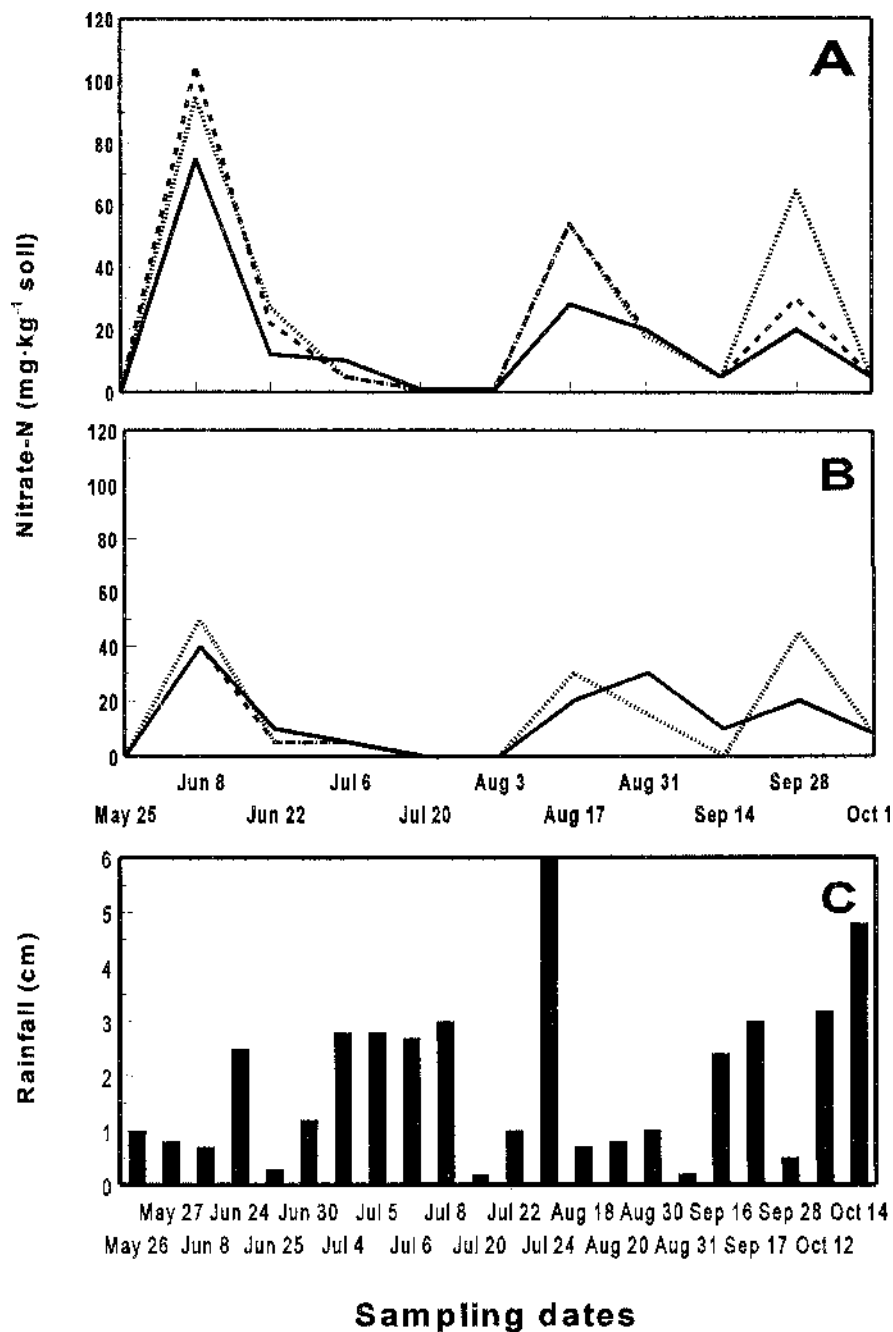 120
A
100
80
60
40
20
0
Nitrate-N (mg·kg⁻¹ soil)
120
B
100
80
60
40
20
0
Jun 8 Jul 6 Aug 3 Aug 31 Sep 28
May 25 Jun 22 Jul 20 Aug 17 Sep 14 Oct 1
6
C
5
4
3
2
1
0
Rainfall (cm)
May 27 Jun 24 Jun 30 Jul 5 Jul 8 Jul 22 Aug 18 Aug 30 Sep 16 Sep 28 Oct 14
May 26 Jun 8 Jun 25 Jul 4 Jul 6 Jul 20 Jul 24 Aug 20 Aug 31 Sep 17 Oct 12
Sampling dates